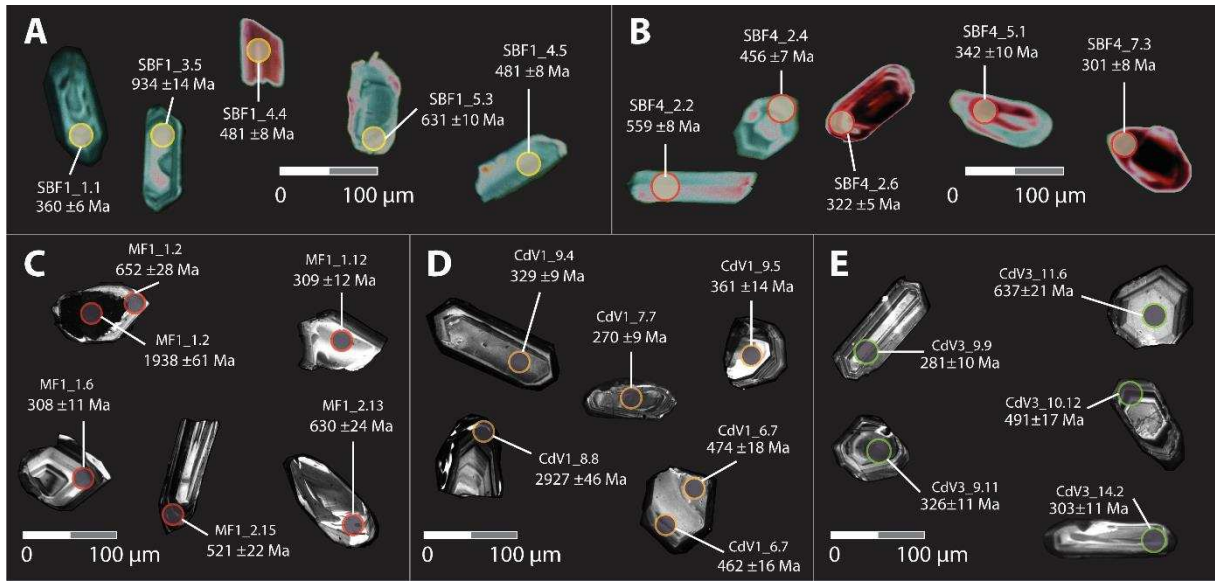 A
SBF1_3.5
934 ±14 Ma
SBF1_4.4
481 ±8 Ma
SBF1_4.5
481 ±8 Ma
SBF1_5.3
631 ±10 Ma
SBF1_1.1
360 ±6 Ma
0 100 µm
B
SBF4_2.4
456 ±7 Ma
SBF4_5.1
342 ±10 Ma
SBF4_7.3
301 ±8 Ma
SBF4_2.2
559 ±8 Ma
SBF4_2.6
322 ±5 Ma
0 100 µm
C
MF1_1.2
652 ±28 Ma
MF1_1.12
309 ±12 Ma
MF1_1.2
1938 ±61 Ma
MF1_1.6
308 ±11 Ma
MF1_2.13
630 ±24 Ma
MF1_2.15
521 ±22 Ma
0 100 µm
D
CdV1_9.4
329 ±9 Ma
CdV1_9.5
361 ±14 Ma
CdV1_7.7
270 ±9 Ma
CdV1_6.7
474 ±18 Ma
CdV1_8.8
2927 ±46 Ma
CdV1_6.7
462 ±16 Ma
0 100 µm
E
CdV3_11.6
637±21 Ma
CdV3_9.9
281±10 Ma
CdV3_10.12
491±17 Ma
CdV3_9.11
326±11 Ma
CdV3_14.2
303±11 Ma
0 100 µm